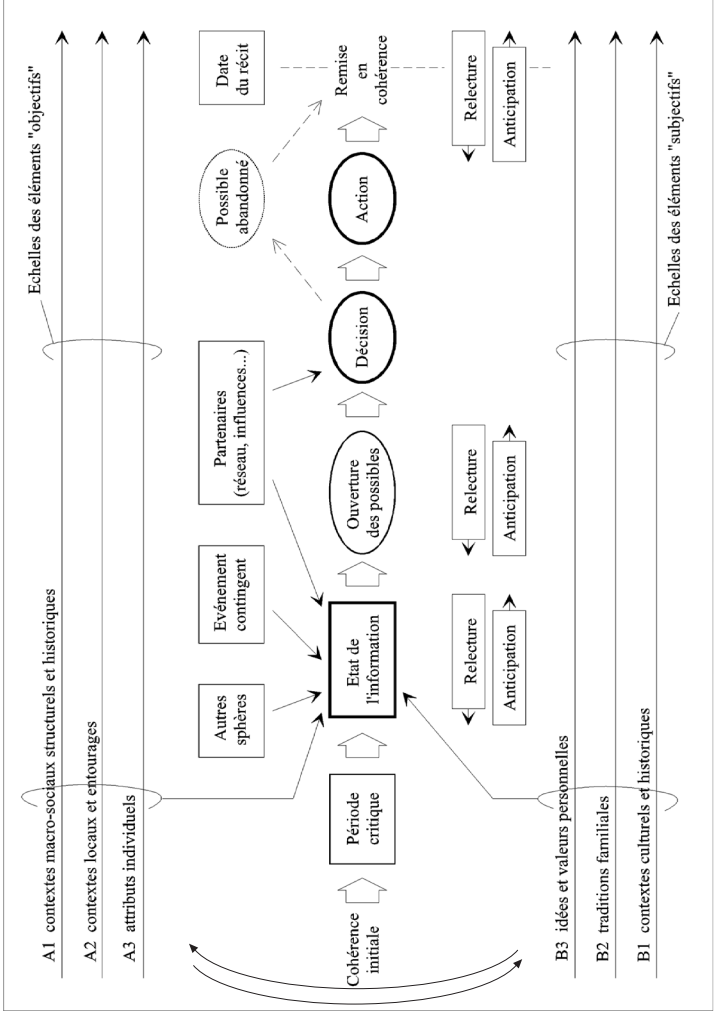 Echelles des éléments "objectifs"
A1 contextes macro-sociaux structurels et historiques
A2 contextes locaux et entourages
A3 attributs individuels
Autres
sphères
Evénement
contingent
Partenaires
(réseau, influences...)
Possible
abandonné
Date
du récit
Cohérence
initiale
Période
critique
Etat de
l'information
Ouverture
des possibles
Décision
Action
Remise
en
cohérence
Relecture
Anticipation
Relecture
Anticipation
Relecture
Anticipation
B3 idées et valeurs personnelles
B2 traditions familiales
B1 contextes culturels et historiques
Echelles des éléments "subjectifs"